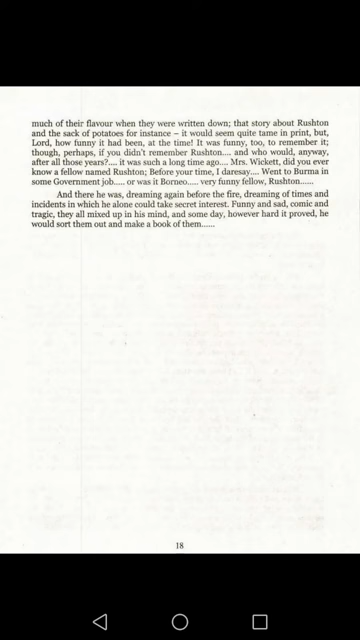 much of their flavour when they were written down; that story about Rushton
and the sack of potatoes for instance – it would seem quite tame in print, but,
Lord, how funny it had been, at the time! It was funny, too, to remember it;
though, perhaps, if you didn't remember Rushton.... and who would, anyway,
after all those years?.... it was such a long time ago.... Mrs. Wickett, did you ever
know a fellow named Rushton; Before your time, I daresay.... Went to Burma in
some Government job..... or was it Borneo..... very funny fellow, Rushton......
And there he was, dreaming again before the fire, dreaming of times and
incidents in which he alone could take secret interest. Funny and sad, comic and
tragic, they all mixed up in his mind, and some day, however hard it proved, he
would sort them out and make a book of them......
18